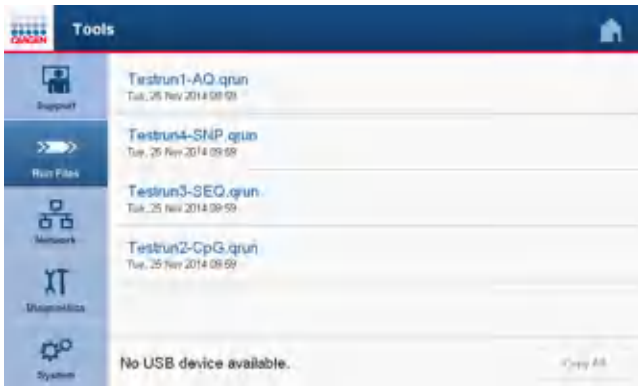 QIAGEN
Tools
Support
Run Files
Network
Diagnostics
System
Testrun1-AQ.qrun
Tue, 25 Nov 2014 09:59
Testrun4-SNP.qrun
Tue, 25 Nov 2014 09:59
Testrun3-SEQ.qrun
Tue, 25 Nov 2014 09:59
Testrun2-CpG.qrun
Tue, 25 Nov 2014 09:59
No USB device available.
Copy All